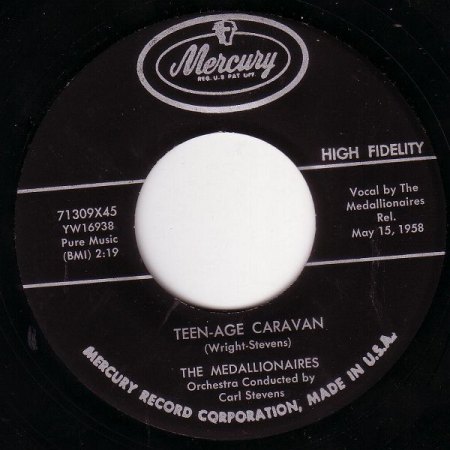 Mercury
REG. U.S. PAT. OFF.
HIGH FIDELITY
71309X45
YW16938
Pure Music
(BMI) 2:19
Vocal by The
Medallionaires
Rel.
May 15, 1958
TEEN-AGE CARAVAN
(Wright-Stevens)
THE MEDALLIONAIRES
Orchestra Conducted by
Carl Stevens
MERCURY RECORD CORPORATION, MADE IN U.S.A.